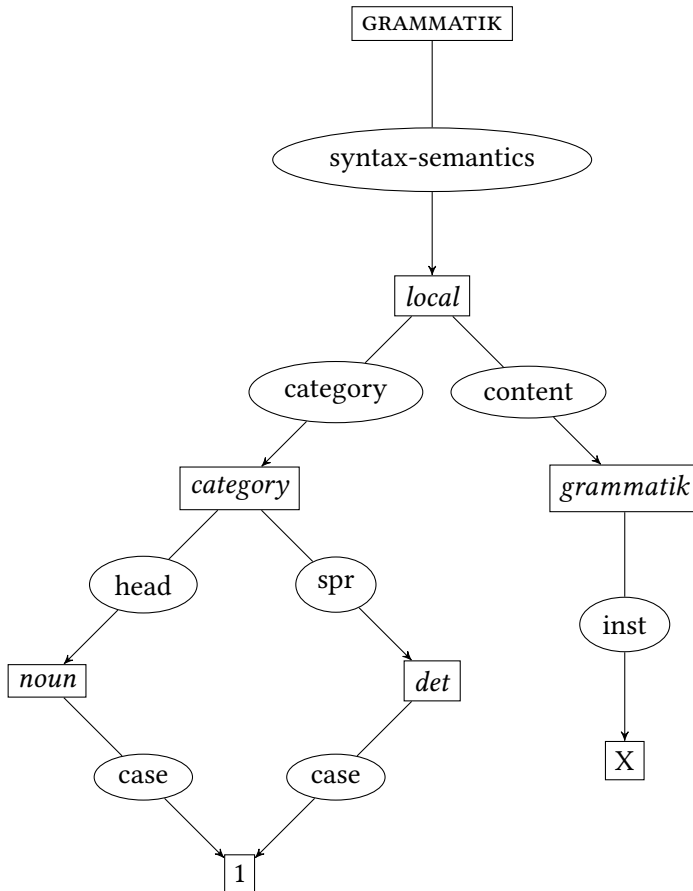 GRAMMATIK
syntax-semantics
local
category content
category grammatik
head spr
inst
noun det
case case
X
1